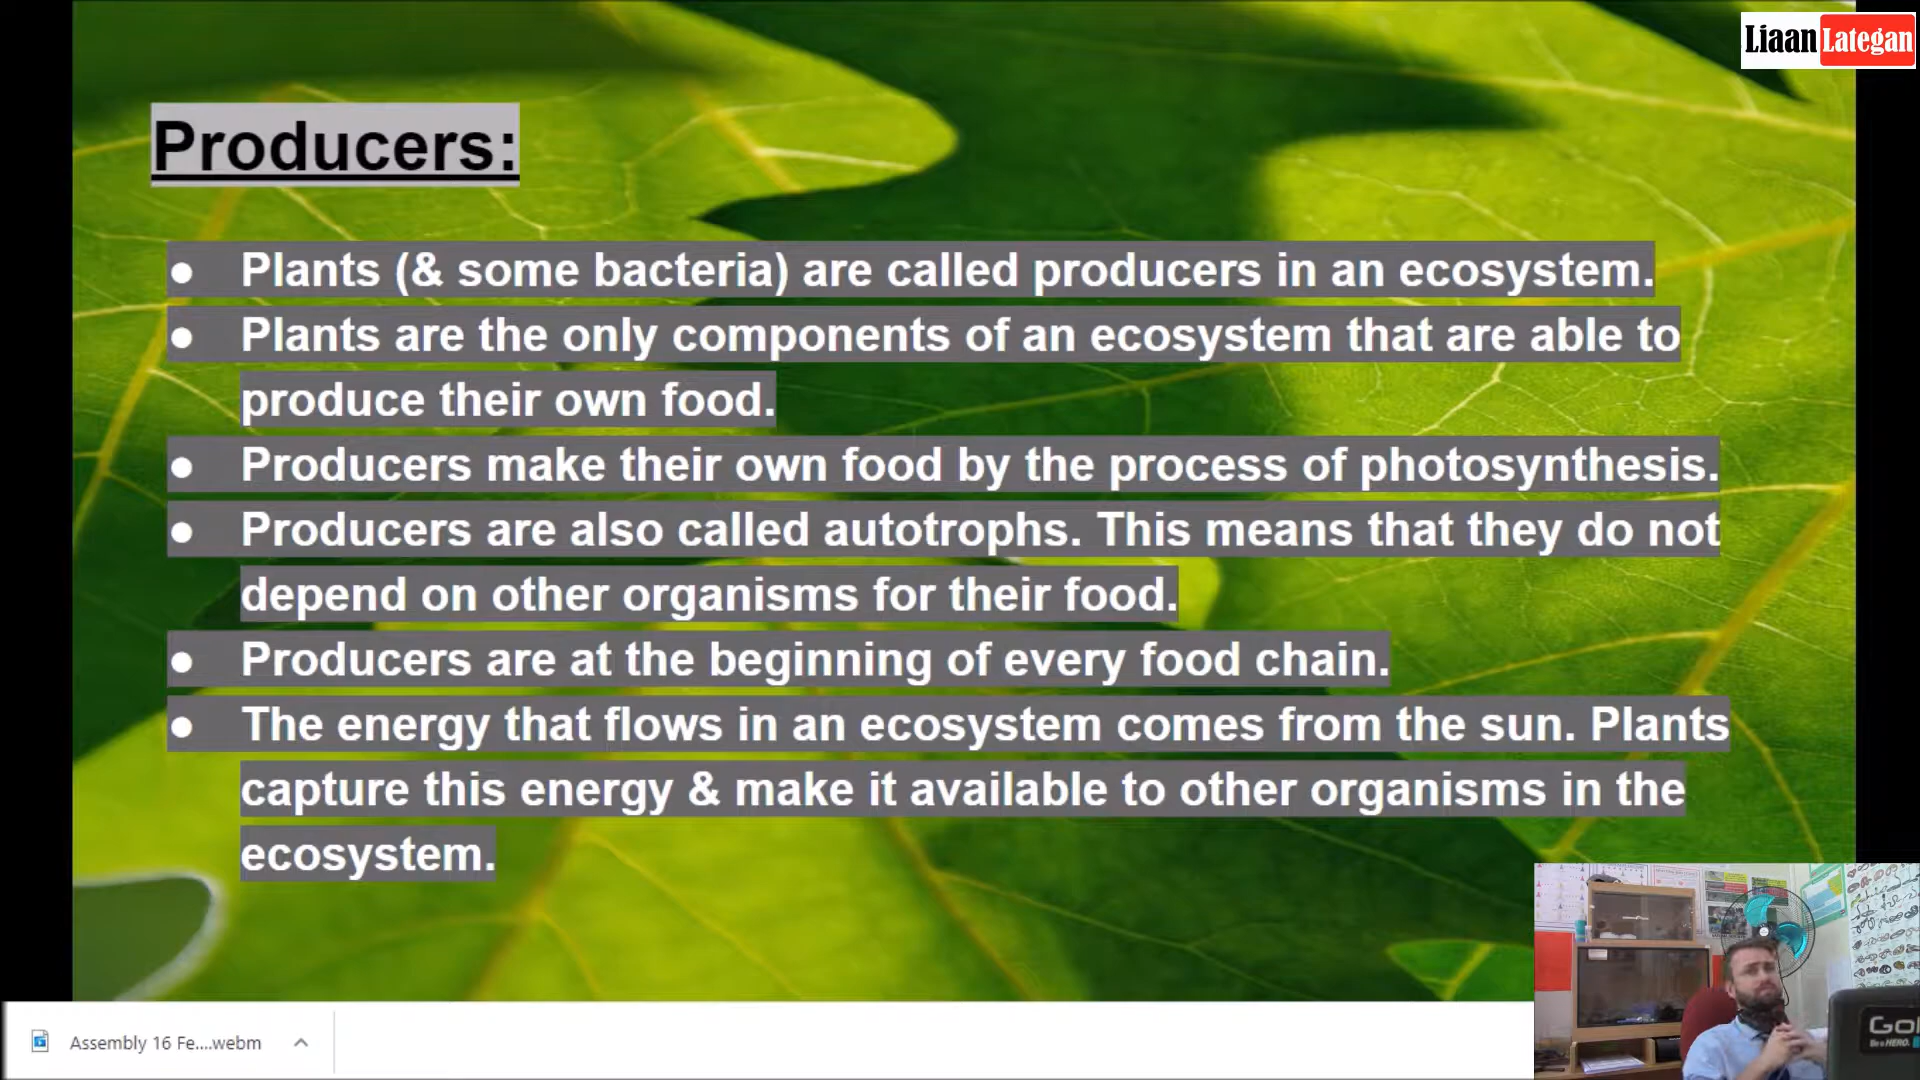 Liaan Lategan
Producers:
● Plants (& some bacteria) are called producers in an ecosystem.
● Plants are the only components of an ecosystem that are able to
produce their own food.
● Producers make their own food by the process of photosynthesis.
● Producers are also called autotrophs. This means that they do not
depend on other organisms for their food.
● Producers are at the beginning of every food chain.
● The energy that flows in an ecosystem comes from the sun. Plants
capture this energy & make it available to other organisms in the
ecosystem.
Assembly 16 Fe....webm
Be a HERO.